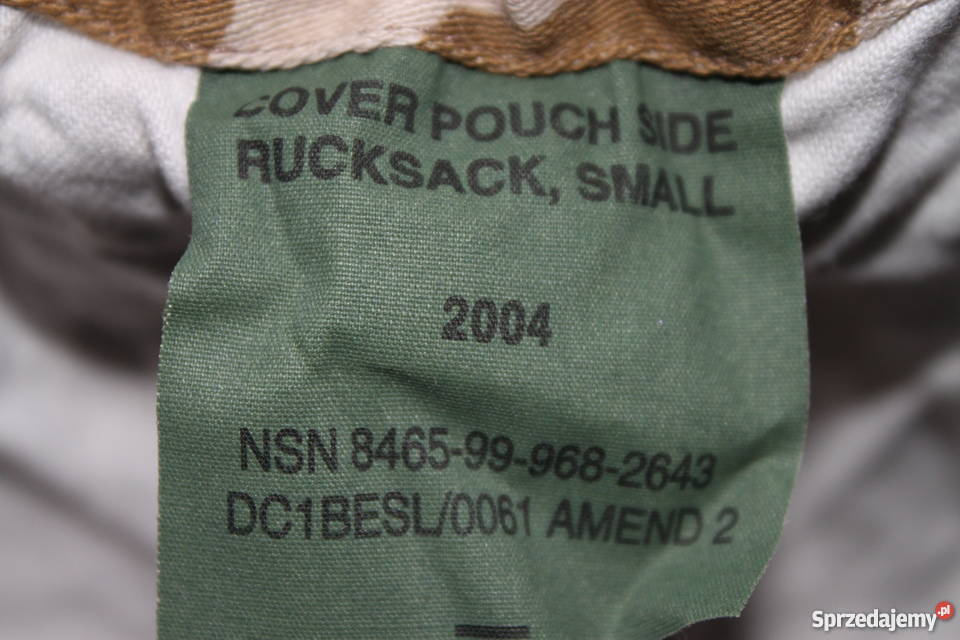 COVER POUCH SIDE
RUCKSACK, SMALL
2004
NSN 8465-99-968-2643
DC1BESL/0061 AMEND 2
Sprzedajemy.pl